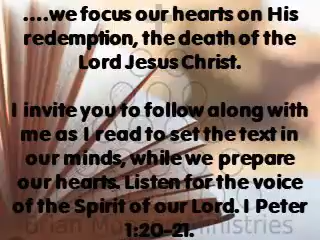 ....we focus our hearts on His
redemption, the death of the
Lord Jesus Christ.
I invite you to follow along with
me as I read to set the text in
our minds, while we prepare
our hearts. Listen for the voice
of the Spirit of our Lord. I Peter
1:20-21.
Brian Ministries